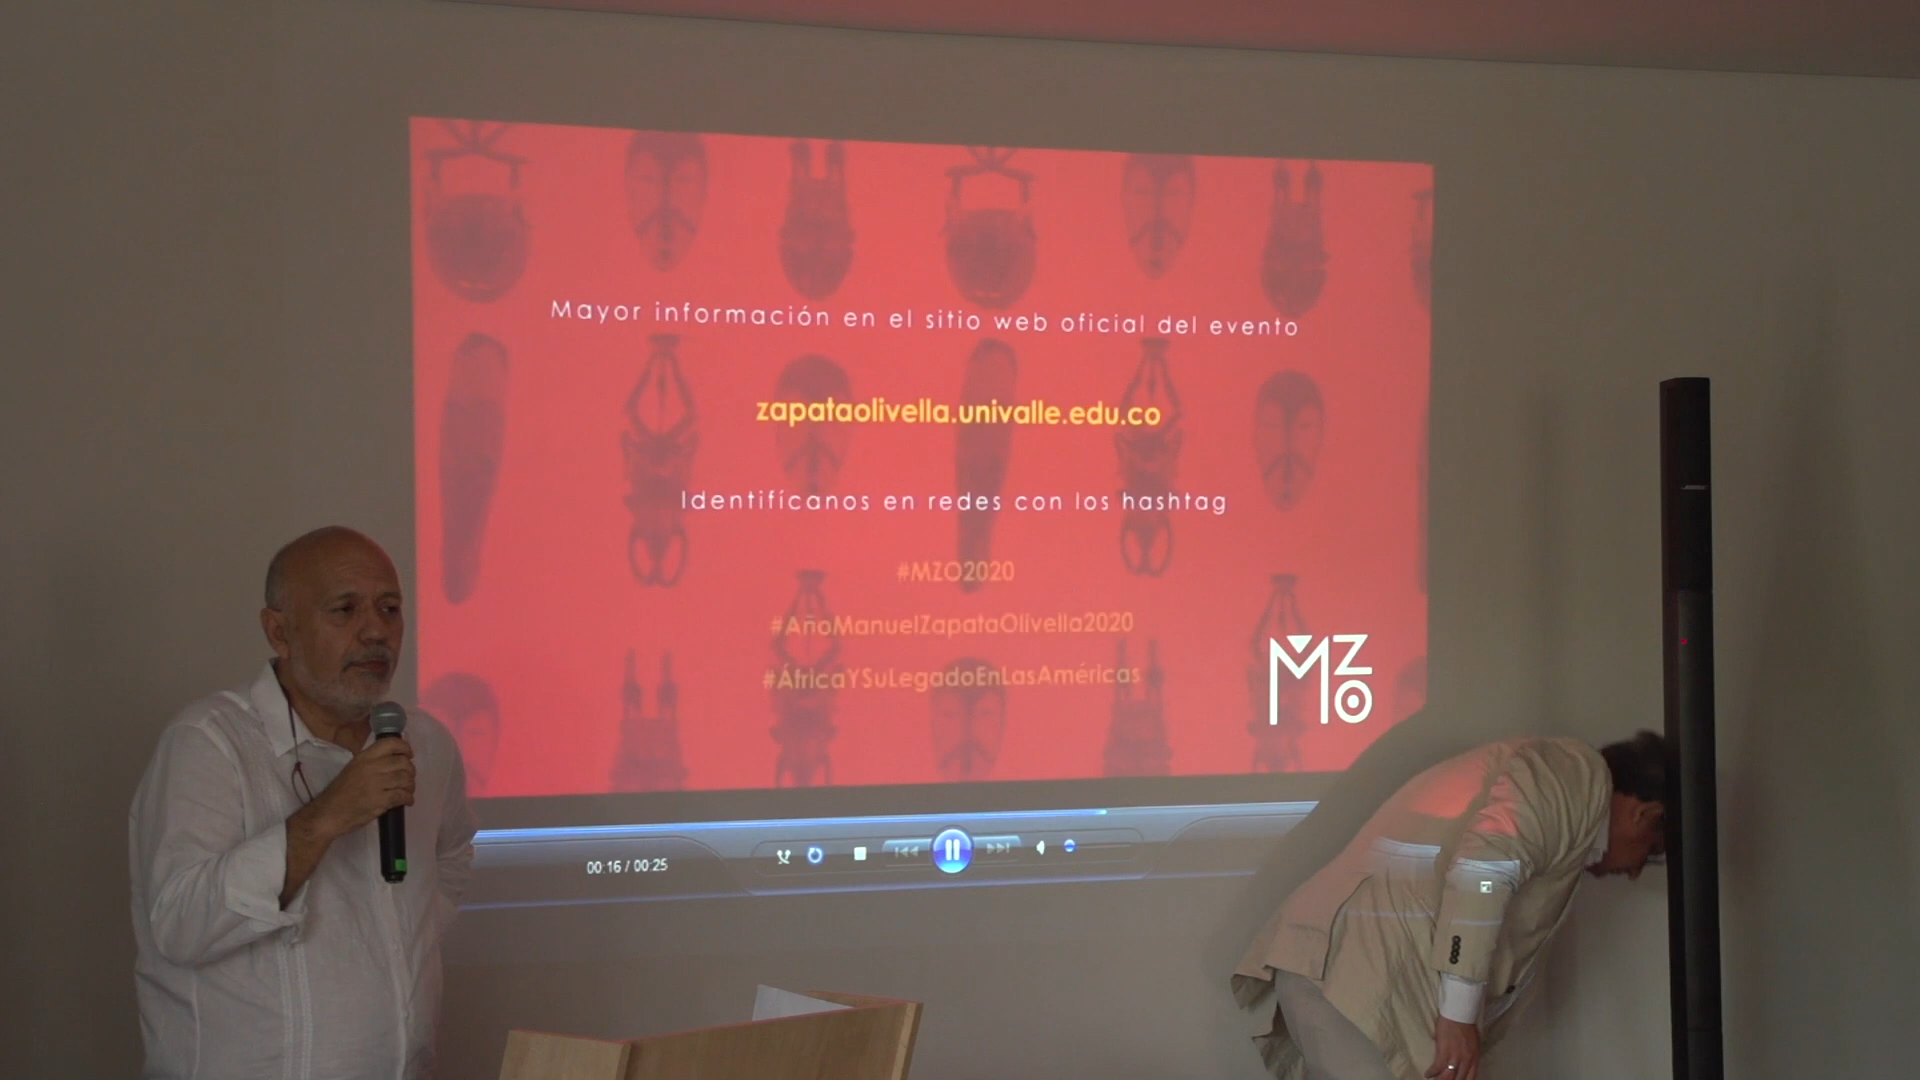 Mayor información en el sitio web oficial del evento
zapataolivella.univalle.edu.co
Identifícanos en redes con los hashtag
#MZO2020
#AñoManuelZapataOlivella2020
#ÁfricaYSuLegadoEnLasAméricas
MZO
00:16 / 00:25